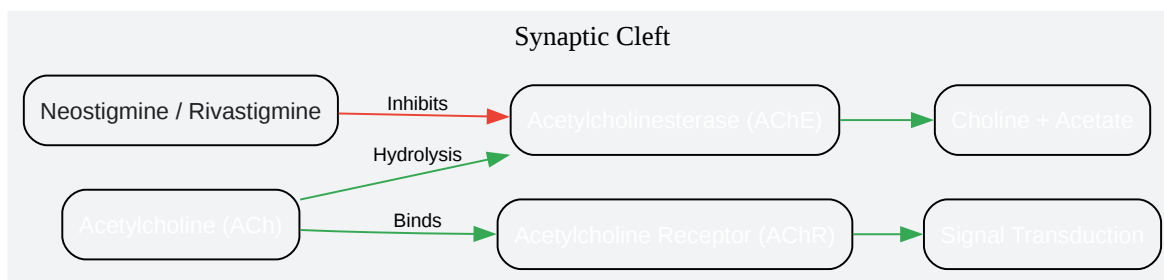 Synaptic Cleft
Neostigmine / Rivastigmine
Inhibits
Acetylcholinesterase (AChE)
Choline + Acetate
Hydrolysis
Acetylcholine (ACh)
Binds
Acetylcholine Receptor (AChR)
Signal Transduction